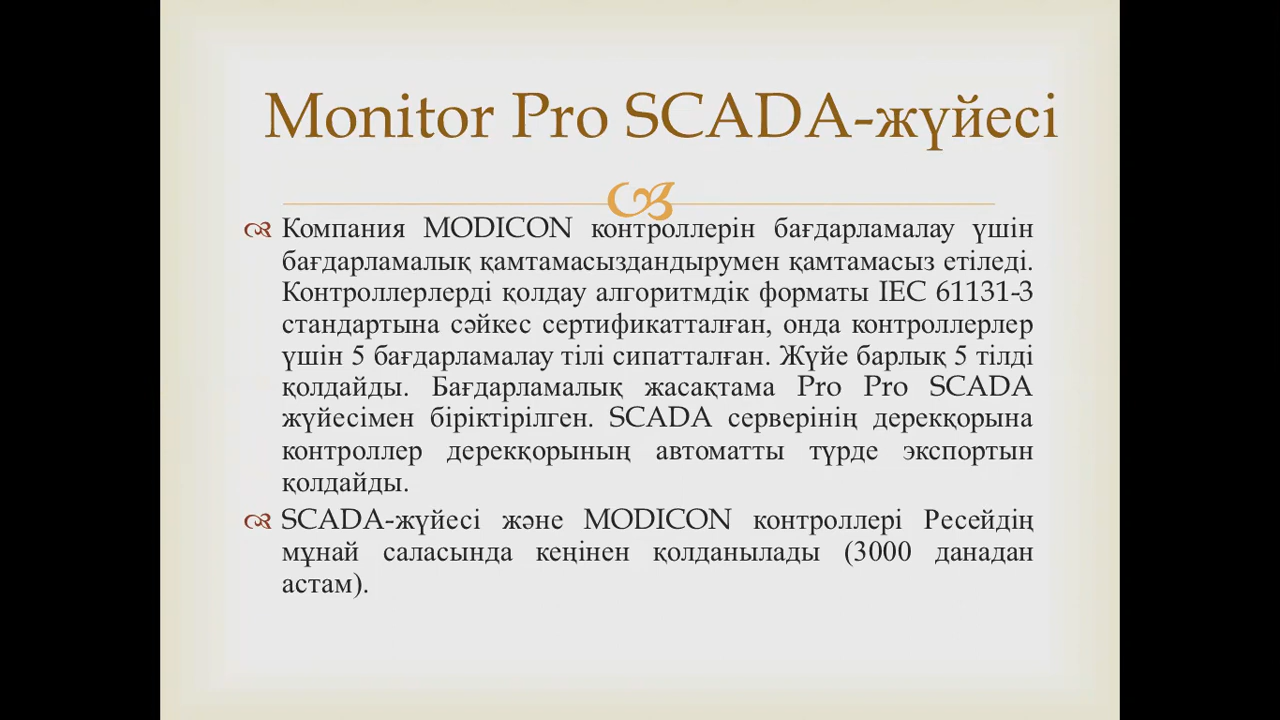 Monitor Pro SCADA-жүйесі
Компания MODICON контроллерін бағдарламалау үшін
бағдарламалық қамтамасыздандырумен қамтамасыз етіледі.
Контроллерлерді қолдау алгоритмдік форматы IEC 61131-3
стандартына сәйкес сертификатталған, онда контроллерлер
үшін 5 бағдарламалау тілі сипатталған. Жүйе барлық 5 тілді
қолдайды. Бағдарламалық жасақтама Pro Pro SCADA
жүйесімен біріктірілген. SCADA серверінің дерекқорына
контроллер дерекқорының автоматты түрде экспортын
қолдайды.
SCADA-жүйесі және MODICON контроллері Ресейдің
мұнай саласында кеңінен қолданылады (3000 данадан
астам).